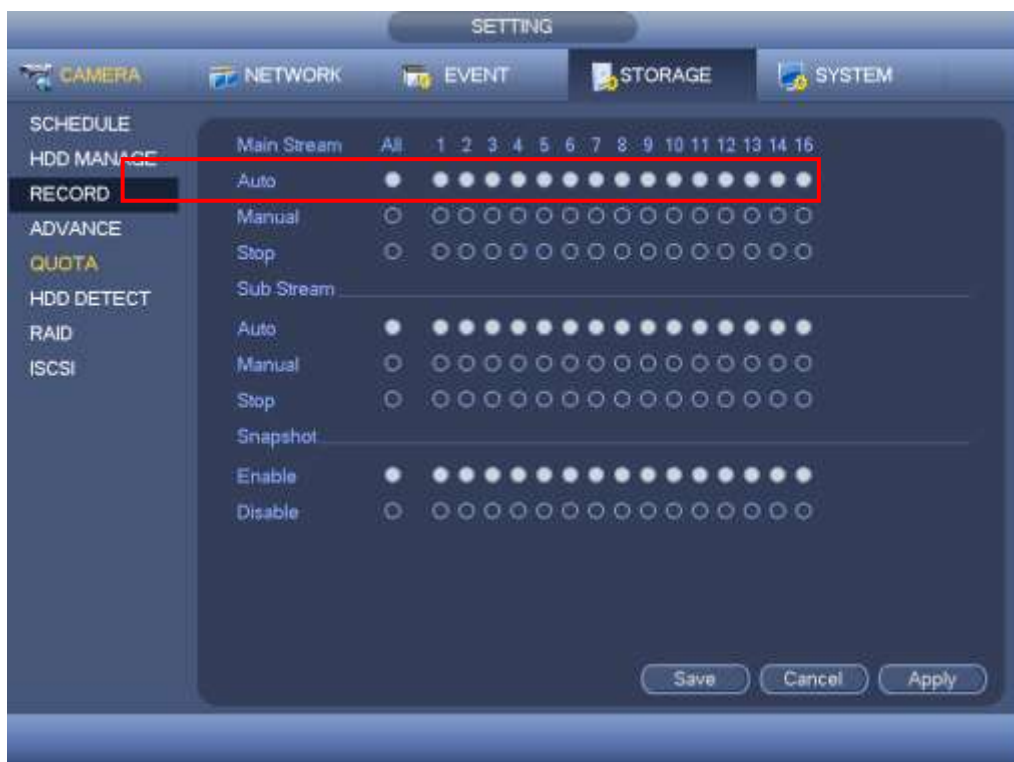 SETTING
CAMERA NETWORK EVENT STORAGE SYSTEM
SCHEDULE
HDD MANAGE
RECORD
ADVANCE
QUOTA
HDD DETECT
RAID
ISCSI
Main Stream All 1 2 3 4 5 6 7 8 9 10 11 12 13 14 16
Auto
Manual
Stop
Sub Stream
Auto
Manual
Stop
Snapshot
Enable
Disable
Save Cancel Apply